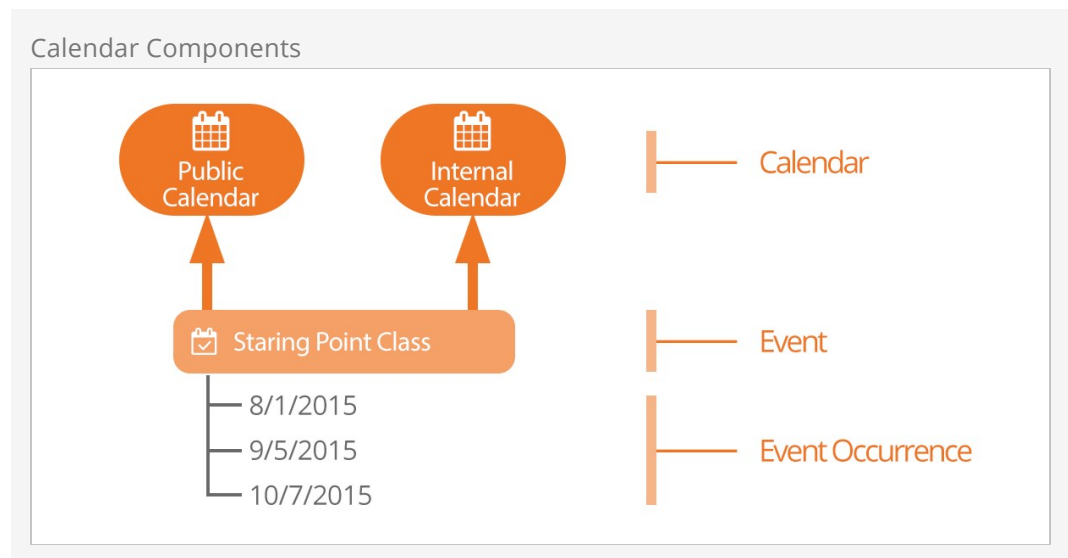 Calendar Components
Public
Calendar
Internal
Calendar
Calendar
Staring Point Class
Event
8/1/2015
9/5/2015
10/7/2015
Event Occurrence